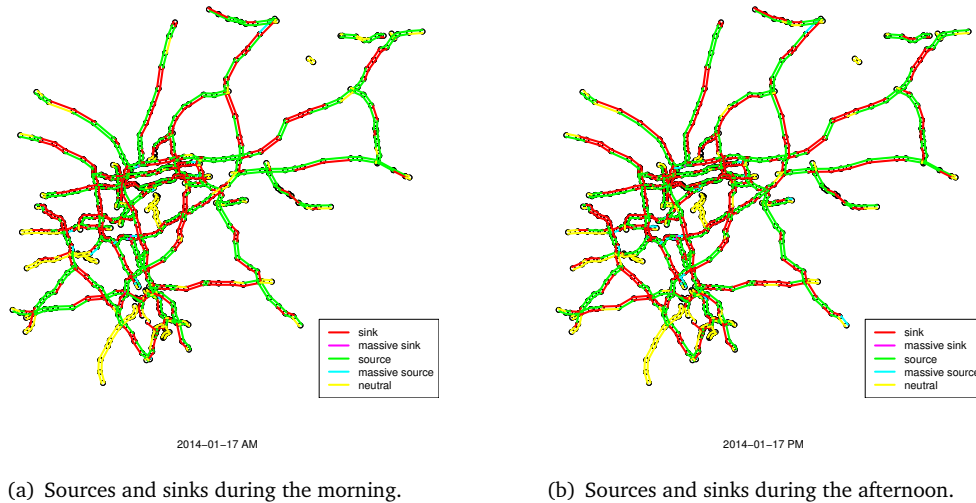 sink
massive sink
source
massive source
neutral
2014−01−17 AM
(a) Sources and sinks during the morning.
sink
massive sink
source
massive source
neutral
2014−01−17 PM
(b) Sources and sinks during the afternoon.